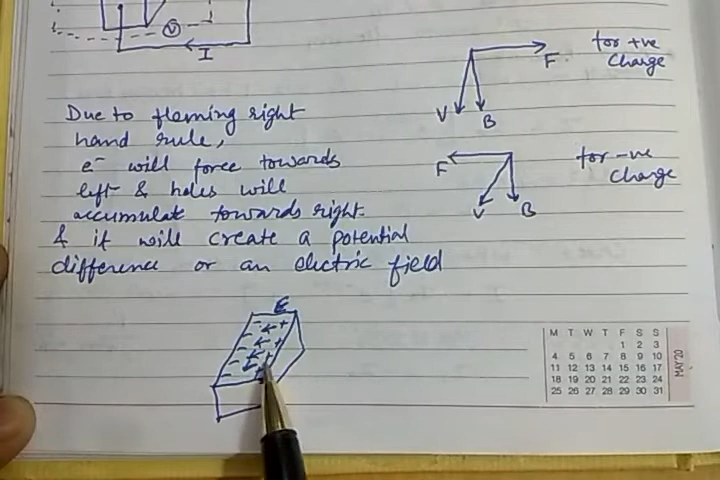 V
I
F
for +ve
charge
V
B
Due to fleming right
hand rule,
e⁻ will force towards
left & holes will
accumulate towards right.
& it will create a potential
difference or an electric field
F
for -ve
charge
V
B
E
- +
- +
- +
- +
M T W T F S S
1 2 3
4 5 6 7 8 9 10
11 12 13 14 15 16 17
18 19 20 21 22 23 24
25 26 27 28 29 30 31
MAY'20